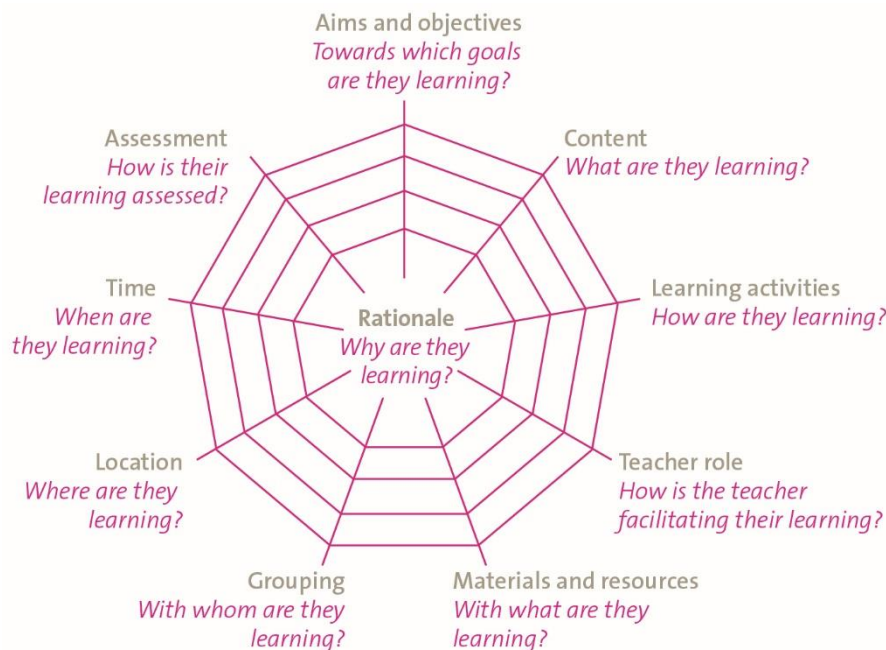 Aims and objectives
Towards which goals
are they learning?
Assessment
How is their
learning assessed?
Content
What are they learning?
Time
When are
they learning?
Rationale
Why are they
learning?
Learning activities
How are they learning?
Location
Where are they
learning?
Teacher role
How is the teacher
facilitating their learning?
Grouping
With whom are they
learning?
Materials and resources
With what are they
learning?